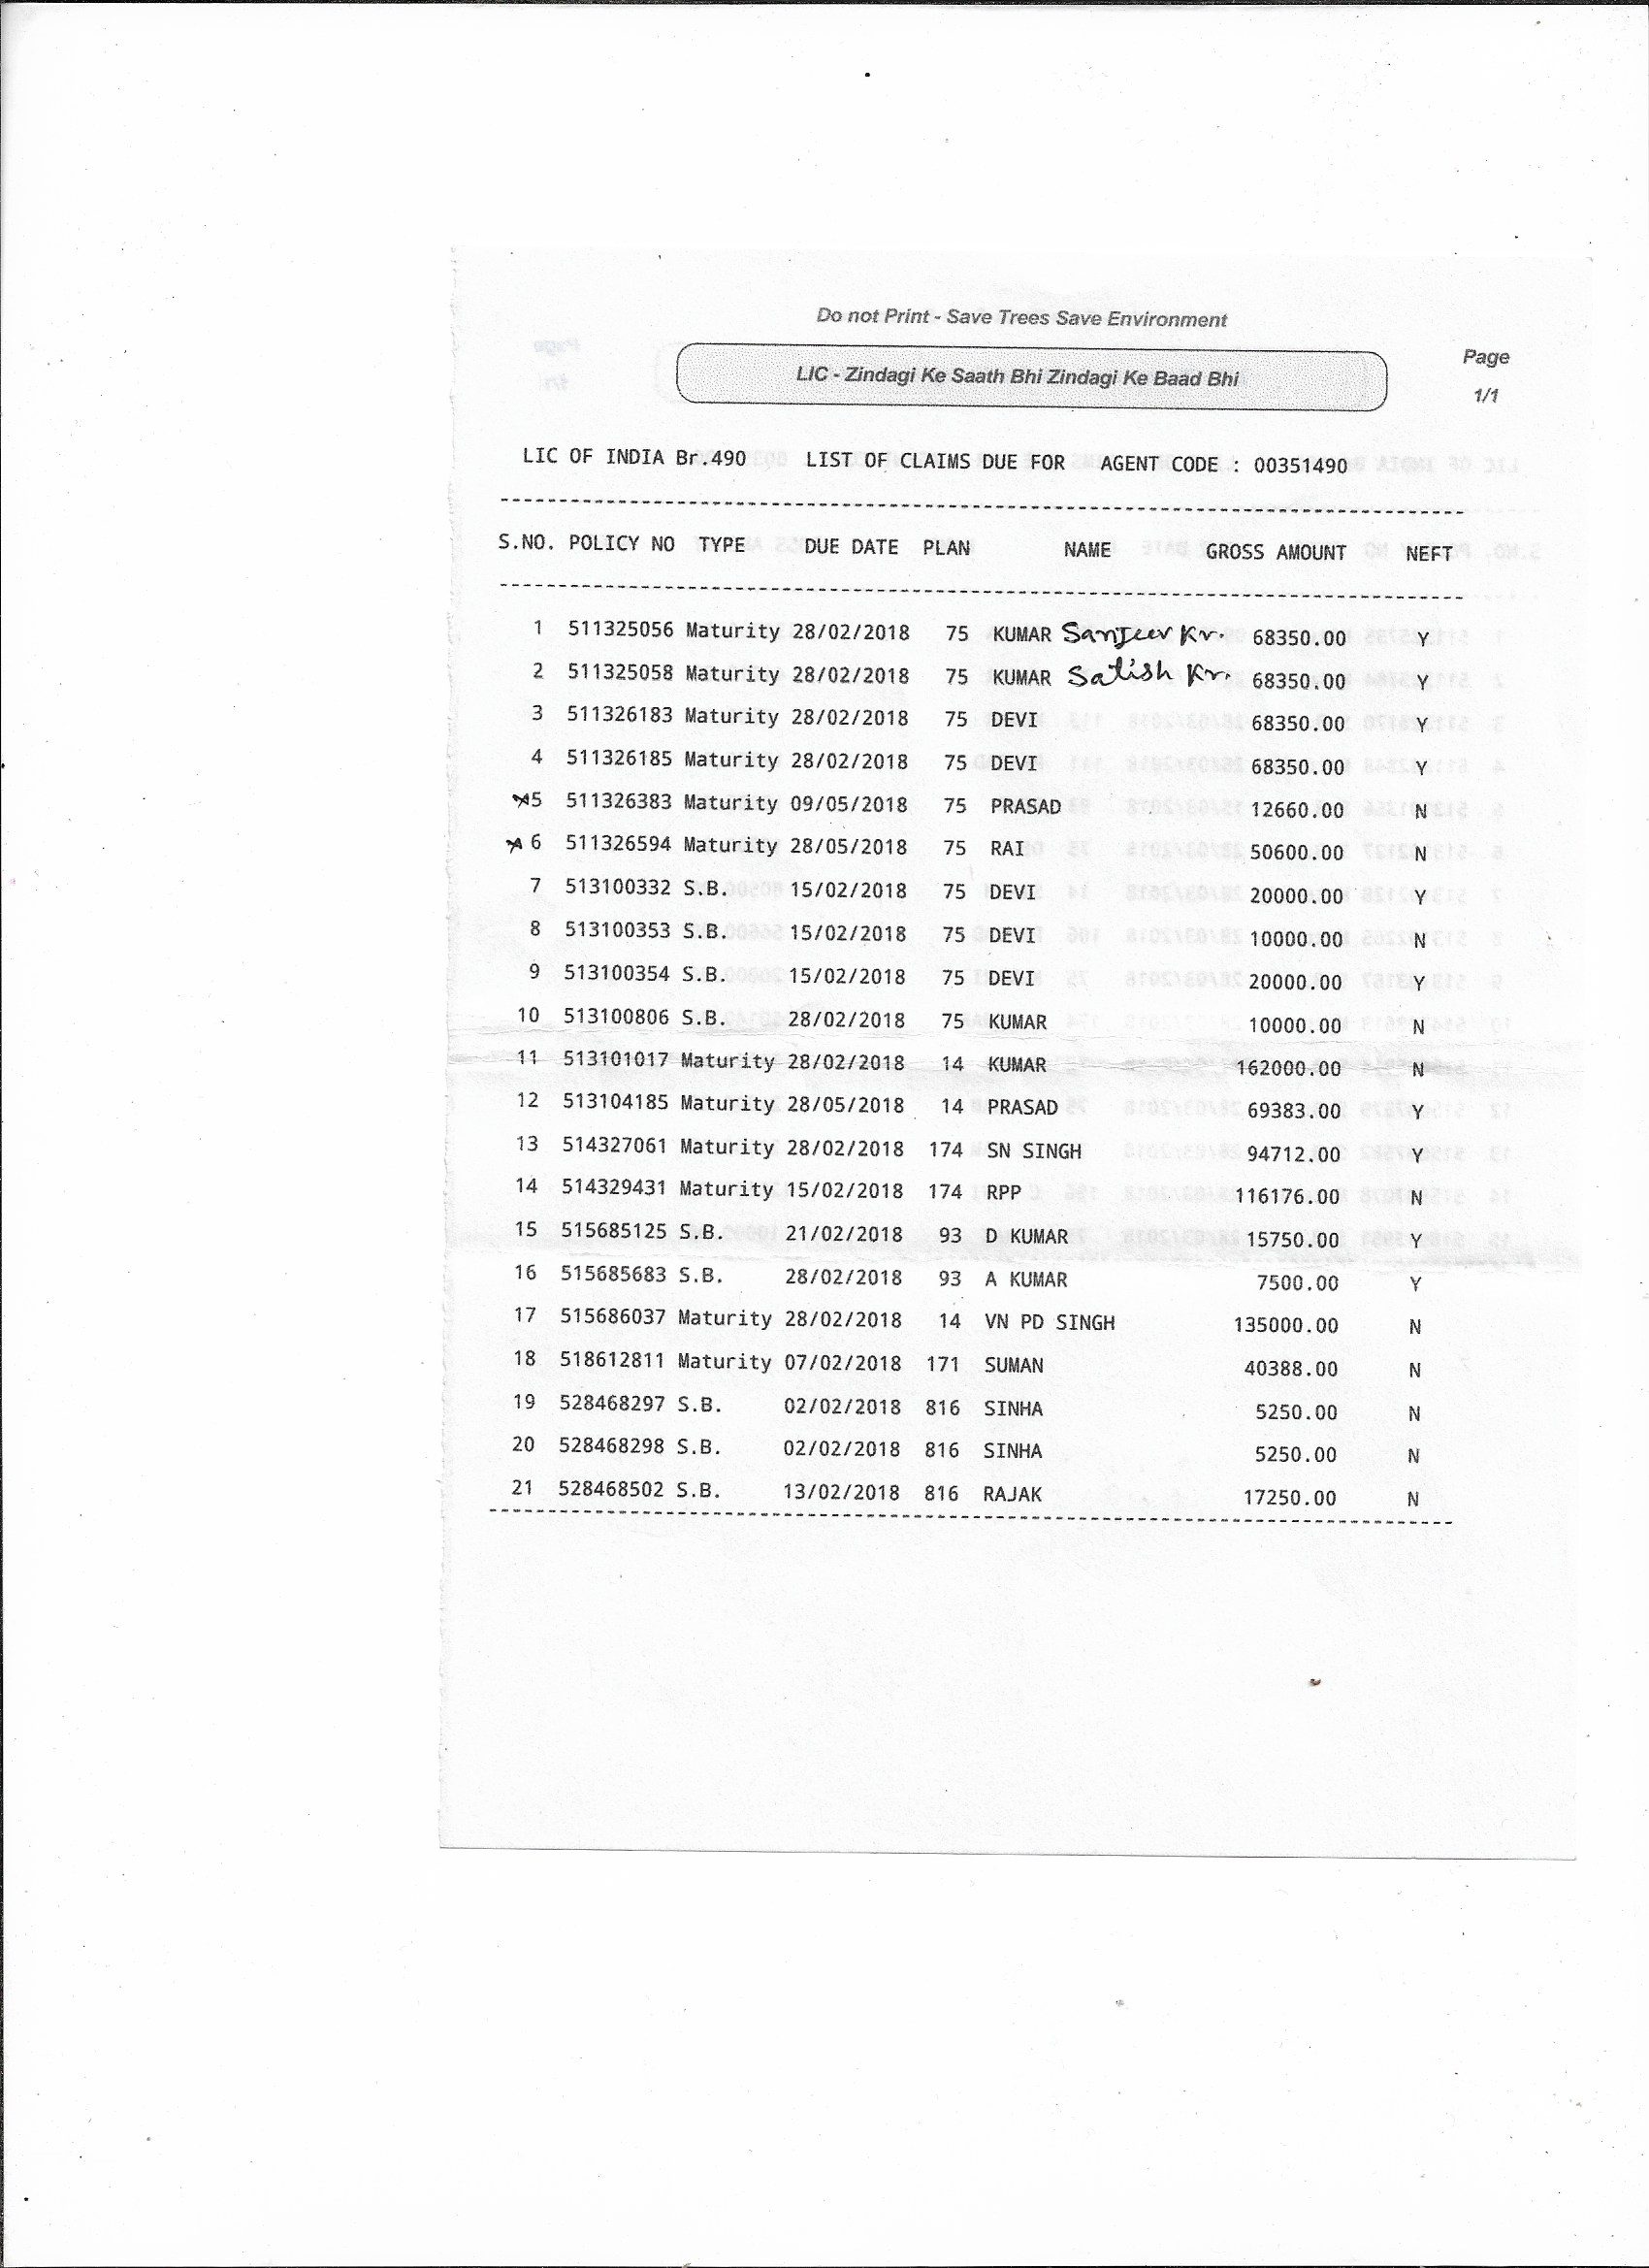 Do not Print - Save Trees Save Environment
LIC - Zindagi Ke Saath Bhi Zindagi Ke Baad Bhi
Page
1/1
LIC OF INDIA Br.490 LIST OF CLAIMS DUE FOR AGENT CODE : 00351490
S.NO. POLICY NO TYPE DUE DATE PLAN NAME GROSS AMOUNT NEFT
1 511325056 Maturity 28/02/2018 75 KUMAR Sanjeev Kr. 68350.00 Y
2 511325058 Maturity 28/02/2018 75 KUMAR Satish Kr. 68350.00 Y
3 511326183 Maturity 28/02/2018 75 DEVI 68350.00 Y
4 511326185 Maturity 28/02/2018 75 DEVI 68350.00 Y
5 511326383 Maturity 09/05/2018 75 PRASAD 12660.00 N
6 511326594 Maturity 28/05/2018 75 RAI 50600.00 N
7 513100332 S.B. 15/02/2018 75 DEVI 20000.00 Y
8 513100353 S.B. 15/02/2018 75 DEVI 10000.00 N
9 513100354 S.B. 15/02/2018 75 DEVI 20000.00 Y
10 513100806 S.B. 28/02/2018 75 KUMAR 10000.00 N
11 513101017 Maturity 28/02/2018 14 KUMAR 162000.00 N
12 513104185 Maturity 28/05/2018 14 PRASAD 69383.00 Y
13 514327061 Maturity 28/02/2018 174 SN SINGH 94712.00 Y
14 514329431 Maturity 15/02/2018 174 RPP 116176.00 N
15 515685125 S.B. 21/02/2018 93 D KUMAR 15750.00 Y
16 515685683 S.B. 28/02/2018 93 A KUMAR 7500.00 Y
17 515686037 Maturity 28/02/2018 14 VN PD SINGH 135000.00 N
18 518612811 Maturity 07/02/2018 171 SUMAN 40388.00 N
19 528468297 S.B. 02/02/2018 816 SINHA 5250.00 N
20 528468298 S.B. 02/02/2018 816 SINHA 5250.00 N
21 528468502 S.B. 13/02/2018 816 RAJAK 17250.00 N